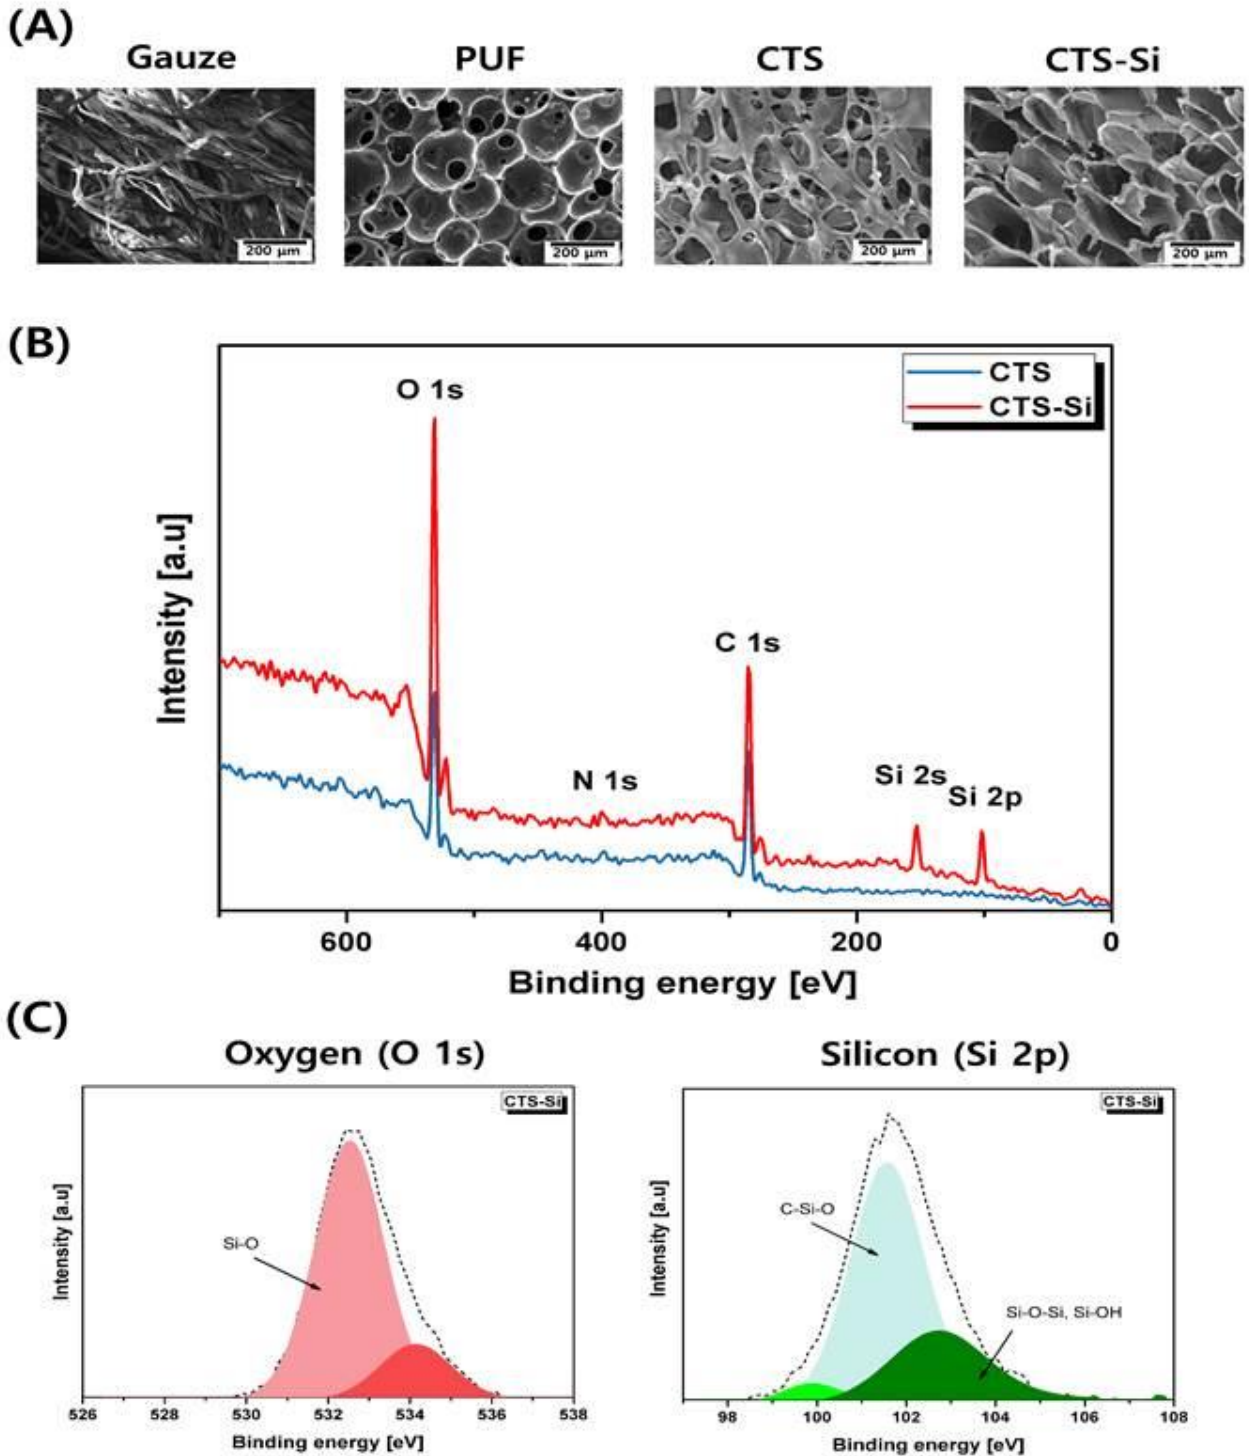 (A)
Gauze
PUF
CTS
CTS-Si
200 μm
200 μm
200 μm
200 μm
(B)
CTS
CTS-Si
O 1s
C 1s
N 1s
Si 2s
Si 2p
Intensity [a.u]
600
400
200
0
Binding energy [eV]
(C)
Oxygen (O 1s)
CTS-Si
Si-O
Intensity [a.u]
526
528
530
532
534
536
538
Binding energy [eV]
Silicon (Si 2p)
CTS-Si
C-Si-O
Si-O-Si, Si-OH
Intensity [a.u]
98
100
102
104
106
108
Binding energy [eV]